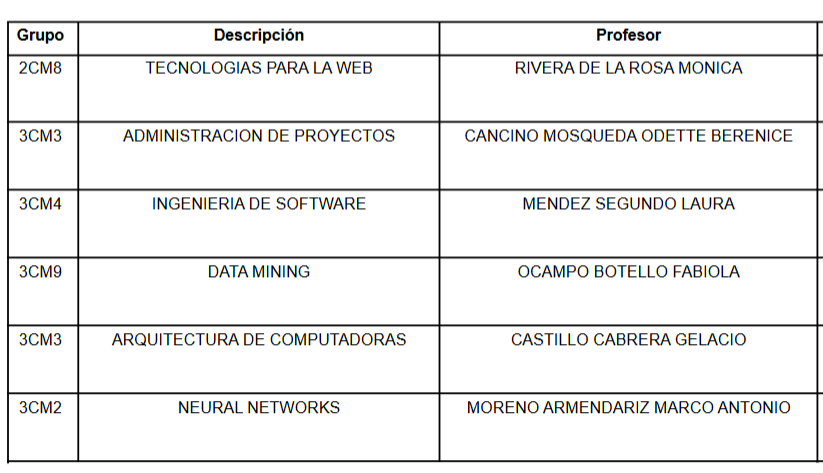 Grupo Descripción Profesor
2CM8 TECNOLOGIAS PARA LA WEB RIVERA DE LA ROSA MONICA
3CM3 ADMINISTRACION DE PROYECTOS CANCINO MOSQUEDA ODETTE BERENICE
3CM4 INGENIERIA DE SOFTWARE MENDEZ SEGUNDO LAURA
3CM9 DATA MINING OCAMPO BOTELLO FABIOLA
3CM3 ARQUITECTURA DE COMPUTADORAS CASTILLO CABRERA GELACIO
3CM2 NEURAL NETWORKS MORENO ARMENDARIZ MARCO ANTONIO